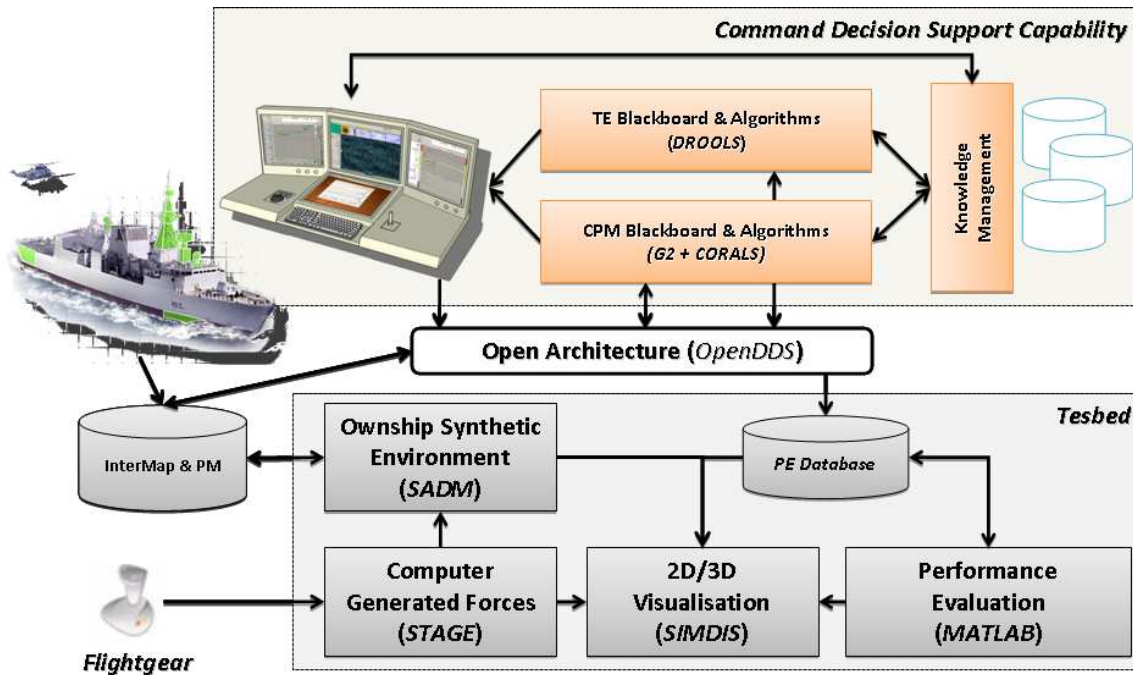 Command Decision Support Capability
TE Blackboard & Algorithms
(DROOLS)
CPM Blackboard & Algorithms
(G2 + CORALS)
Knowledge
Management
Open Architecture (OpenDDS)
Tesbed
InterMap & PM
Ownship Synthetic
Environment
(SADM)
PE Database
Computer
Generated Forces
(STAGE)
2D/3D
Visualisation
(SIMDIS)
Performance
Evaluation
(MATLAB)
Flightgear